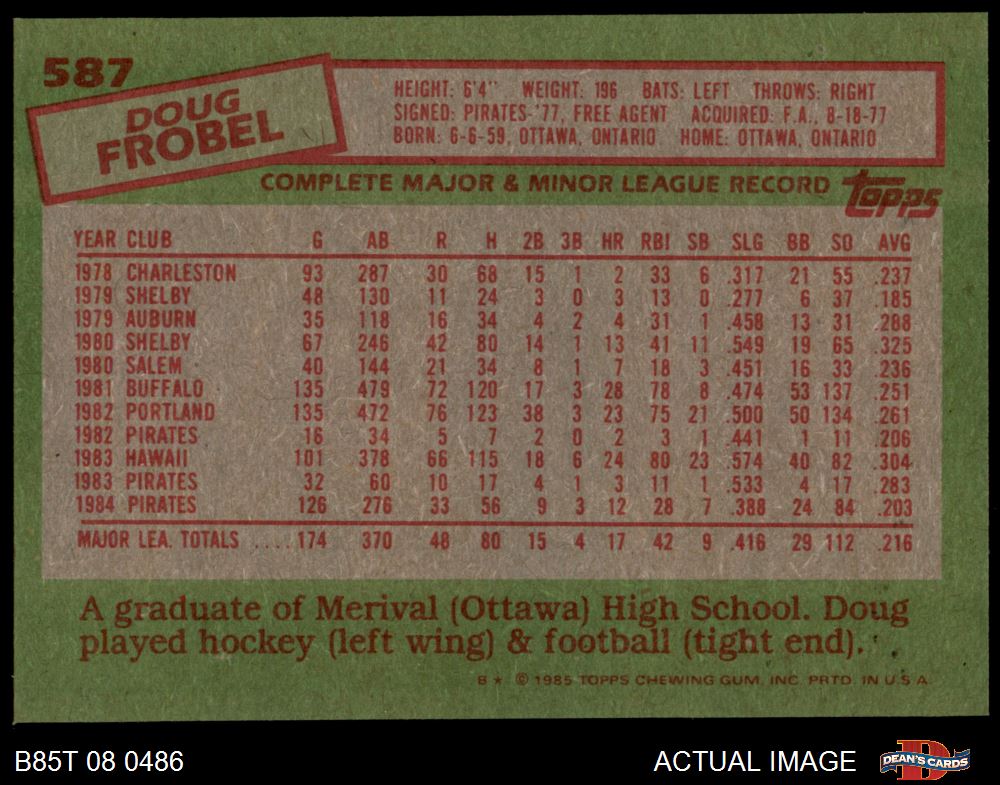 587
DOUG
FROBEL
HEIGHT: 6'4" WEIGHT: 196 BATS: LEFT THROWS: RIGHT
SIGNED: PIRATES-'77, FREE AGENT ACQUIRED: F.A., 8-18-77
BORN: 6-6-59, OTTAWA, ONTARIO HOME: OTTAWA, ONTARIO
COMPLETE MAJOR & MINOR LEAGUE RECORD topps
YEAR CLUB G AB R H 2B 3B HR RBI SB SLG BB SO AVG
1978 CHARLESTON 93 287 30 68 15 1 2 33 6 .317 21 55 .237
1979 SHELBY 48 130 11 24 3 0 3 13 0 .277 6 37 .185
1979 AUBURN 35 118 16 34 4 2 4 31 1 .458 13 31 .288
1980 SHELBY 67 246 42 80 14 1 13 41 11 .549 19 65 .325
1980 SALEM 40 144 21 34 8 1 7 18 3 .451 16 33 .236
1981 BUFFALO 135 479 72 120 17 3 28 78 8 .474 53 137 .251
1982 PORTLAND 135 472 76 123 38 3 23 75 21 .500 50 134 .261
1982 PIRATES 16 34 5 7 2 0 2 3 1 .441 1 11 .206
1983 HAWAII 101 378 66 115 18 6 24 80 23 .574 40 82 .304
1983 PIRATES 32 60 10 17 4 1 3 11 1 .533 4 17 .283
1984 PIRATES 126 276 33 56 9 3 12 28 7 .388 24 84 .203
MAJOR LEA. TOTALS ....174 370 48 80 15 4 17 42 9 .416 29 112 .216
A graduate of Merival (Ottawa) High School. Doug
played hockey (left wing) & football (tight end).
B * © 1985 TOPPS CHEWING GUM, INC. PRTD. IN U.S.A.
B85T 08 0486 ACTUAL IMAGE DEAN'S CARDS